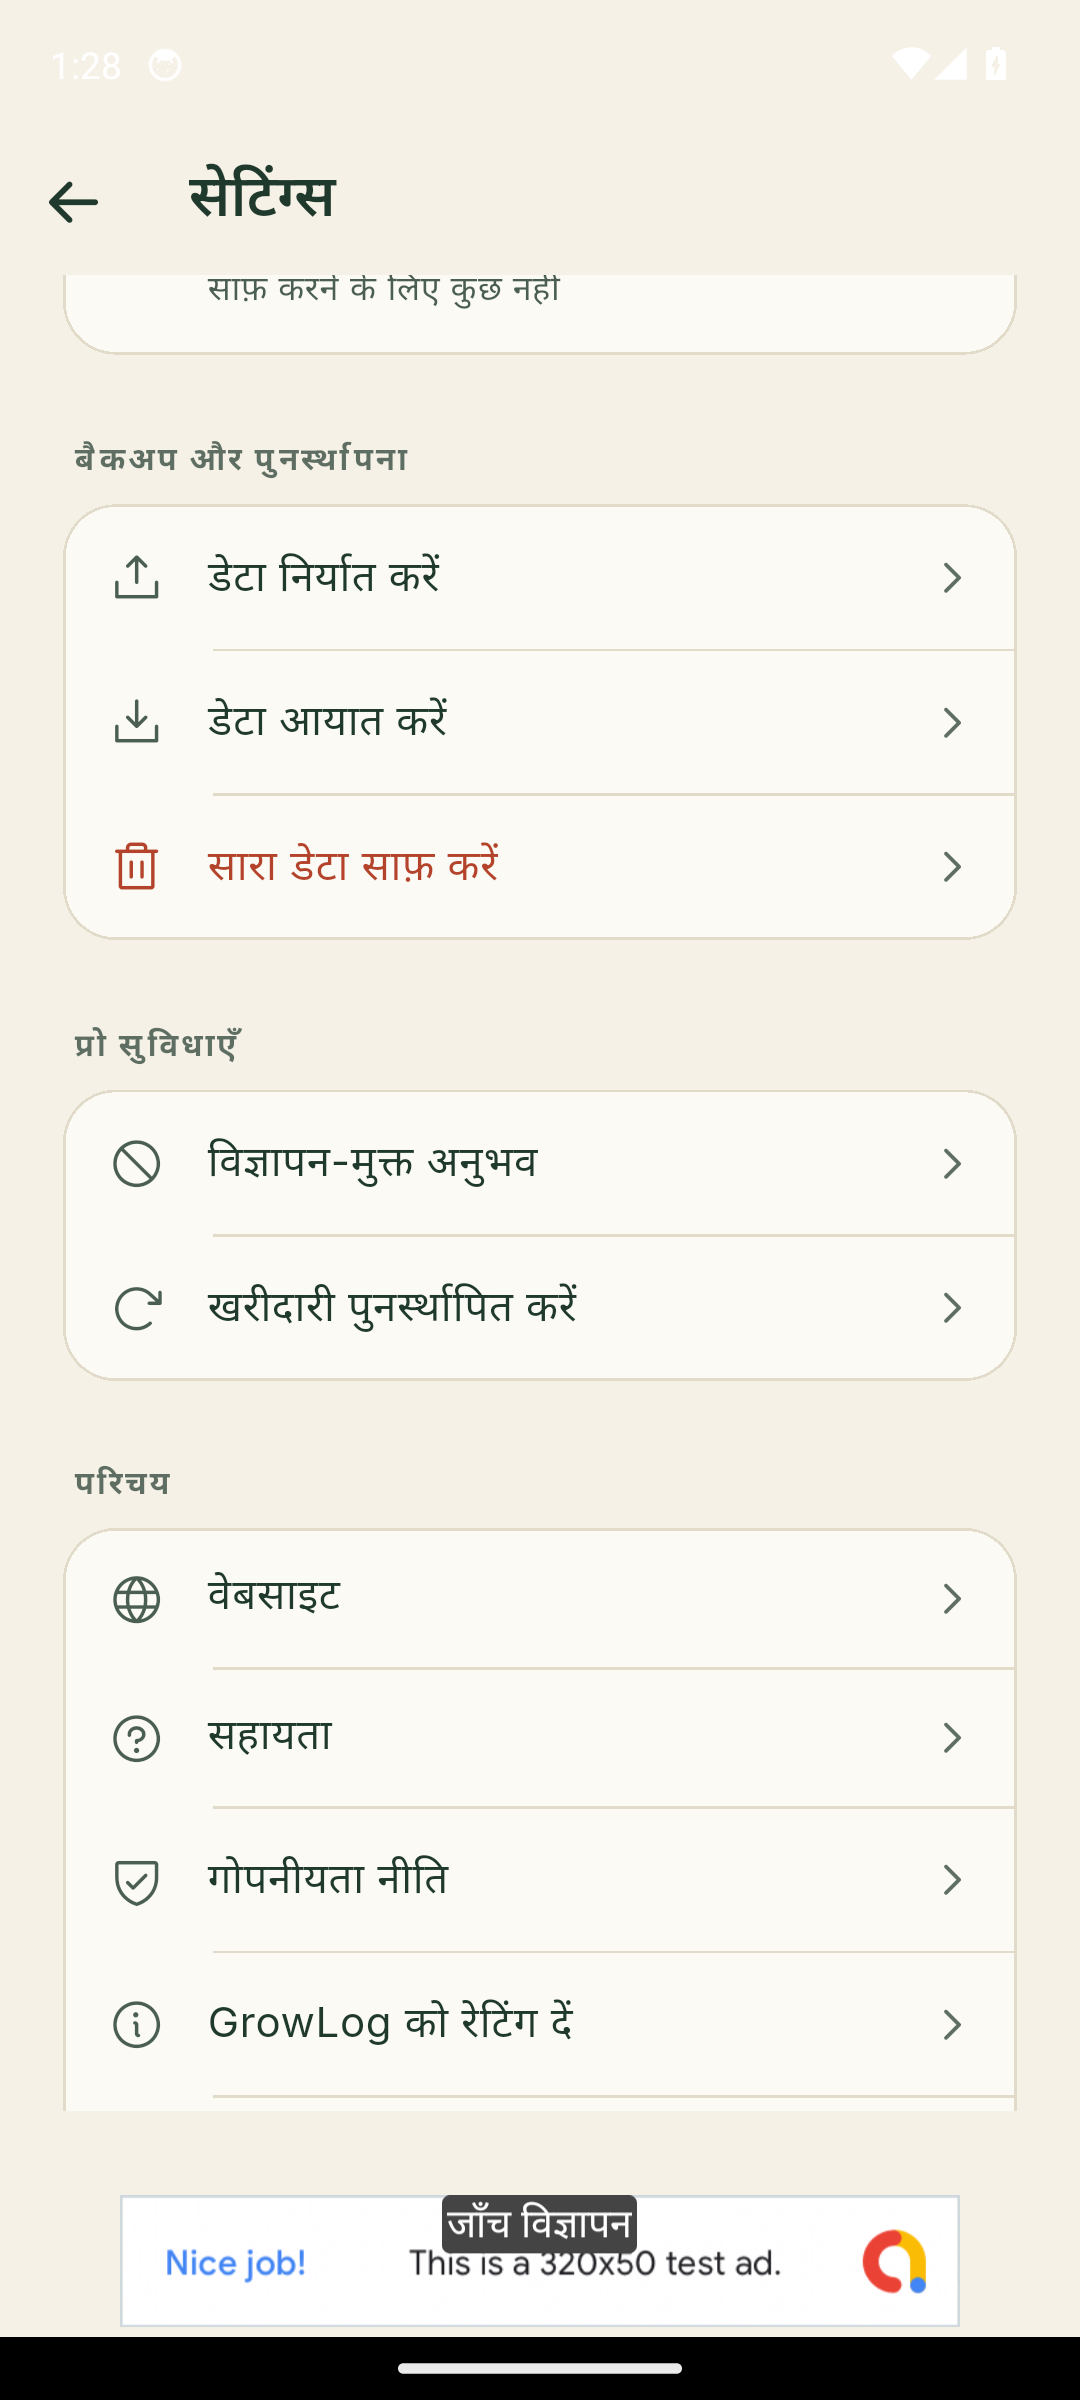 1:28
सेटिंग्स
साफ़ करने के लिए कुछ नहीं
बैकअप और पुनर्स्थापना
डेटा निर्यात करें
डेटा आयात करें
सारा डेटा साफ़ करें
प्रो सुविधाएँ
विज्ञापन-मुक्त अनुभव
खरीदारी पुनर्स्थापित करें
परिचय
वेबसाइट
सहायता
गोपनीयता नीति
GrowLog को रेटिंग दें
जाँच विज्ञापन
Nice job! This is a 320x50 test ad.